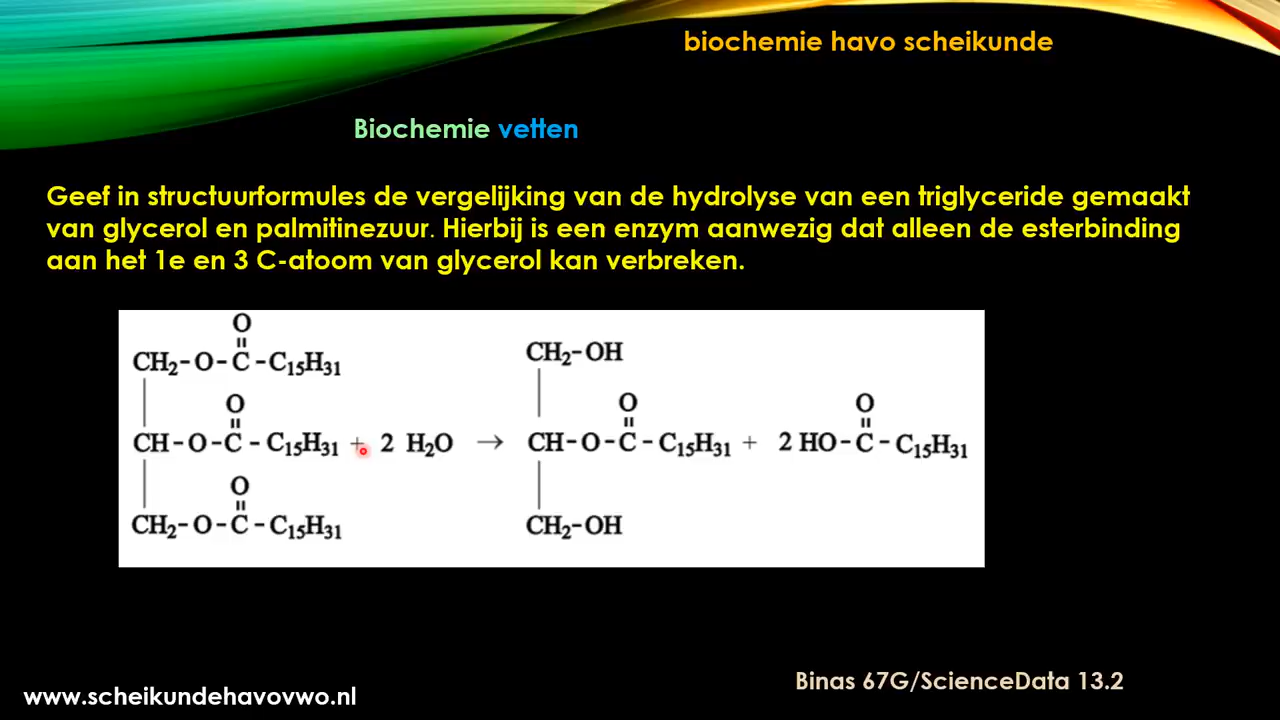 biochemie havo scheikunde
Biochemie vetten
Geef in structuurformules de vergelijking van de hydrolyse van een triglyceride gemaakt
van glycerol en palmitinezuur. Hierbij is een enzym aanwezig dat alleen de esterbinding
aan het 1e en 3 C-atoom van glycerol kan verbreken.
O
CH₂-O-C-C₁₅H₃₁
O
CH-O-C-C₁₅H₃₁ + 2 H₂O → CH-O-C-C₁₅H₃₁ + 2 HO-C-C₁₅H₃₁
O
CH₂-O-C-C₁₅H₃₁
CH₂-OH
O
O
CH₂-OH
Binas 67G/ScienceData 13.2
www.scheikundehavovwo.nl